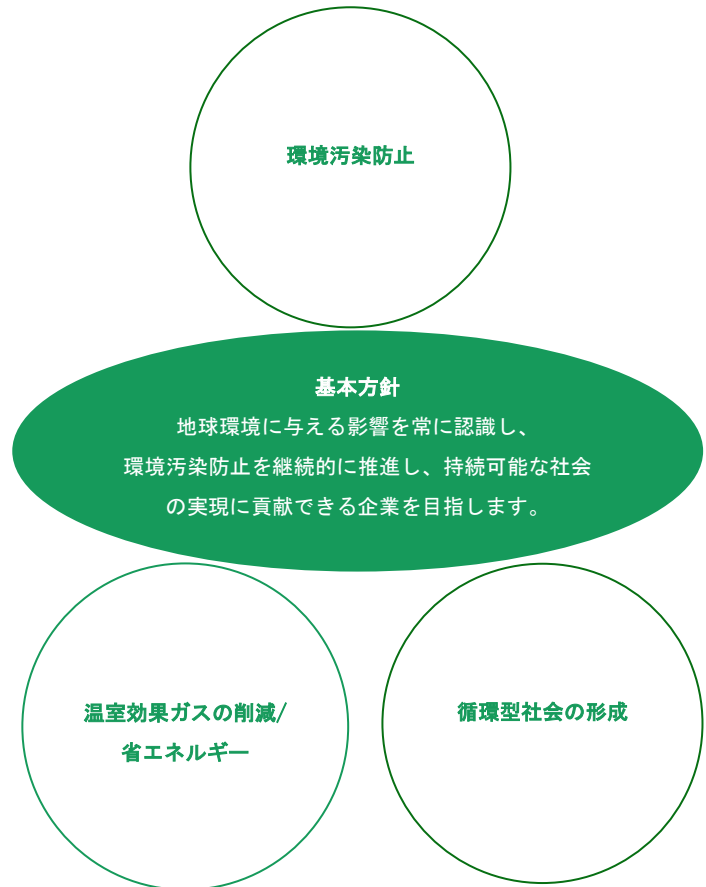 環境汚染防止
基本方針
地球環境に与える影響を常に認識し、
環境汚染防止を継続的に推進し、持続可能な社会
の実現に貢献できる企業を目指します。
温室効果ガスの削減/
省エネルギー
循環型社会の形成